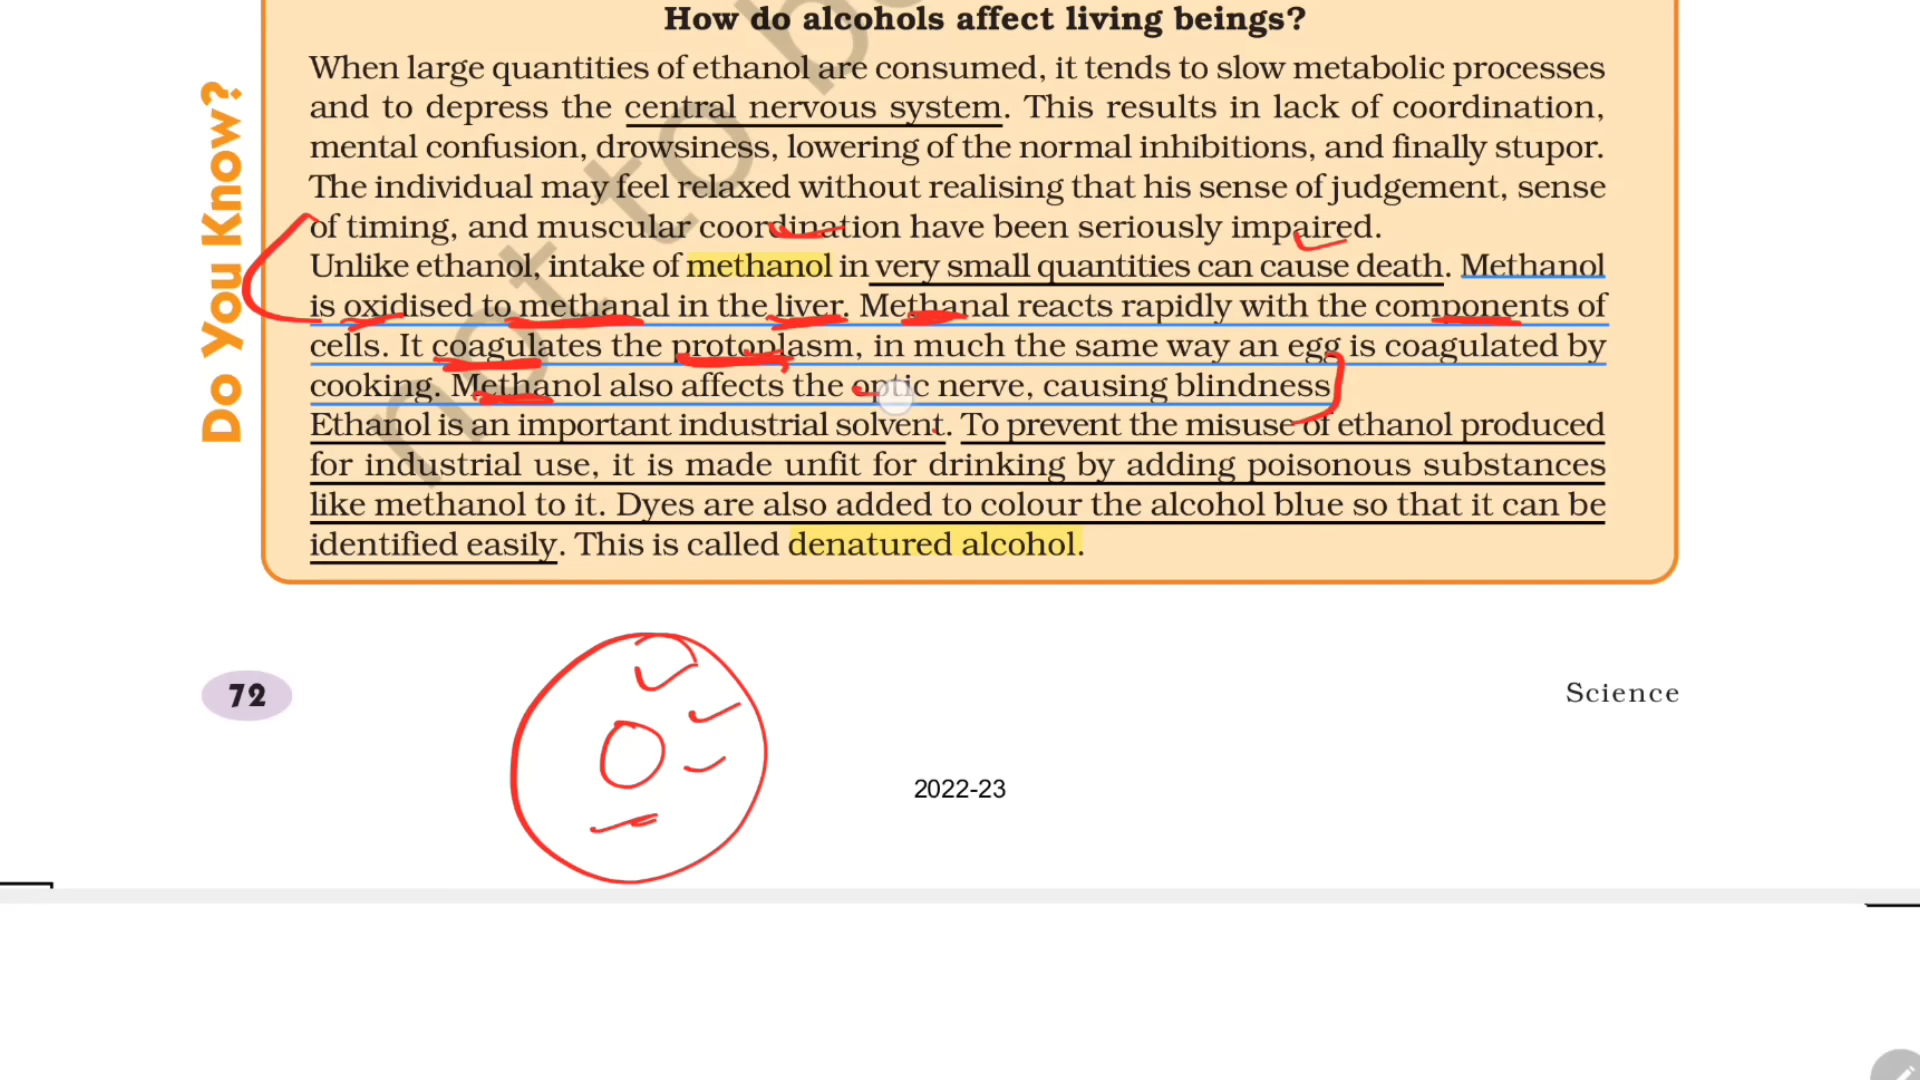 How do alcohols affect living beings?
When large quantities of ethanol are consumed, it tends to slow metabolic processes
and to depress the central nervous system. This results in lack of coordination,
mental confusion, drowsiness, lowering of the normal inhibitions, and finally stupor.
The individual may feel relaxed without realising that his sense of judgement, sense
of timing, and muscular coordination have been seriously impaired.
Unlike ethanol, intake of methanol in very small quantities can cause death. Methanol
is oxidised to methanal in the liver. Methanal reacts rapidly with the components of
cells. It coagulates the protoplasm, in much the same way an egg is coagulated by
cooking. Methanol also affects the optic nerve, causing blindness
Ethanol is an important industrial solvent. To prevent the misuse of ethanol produced
for industrial use, it is made unfit for drinking by adding poisonous substances
like methanol to it. Dyes are also added to colour the alcohol blue so that it can be
identified easily. This is called denatured alcohol.
Do You Know?
not to be
72
Science
2022-23